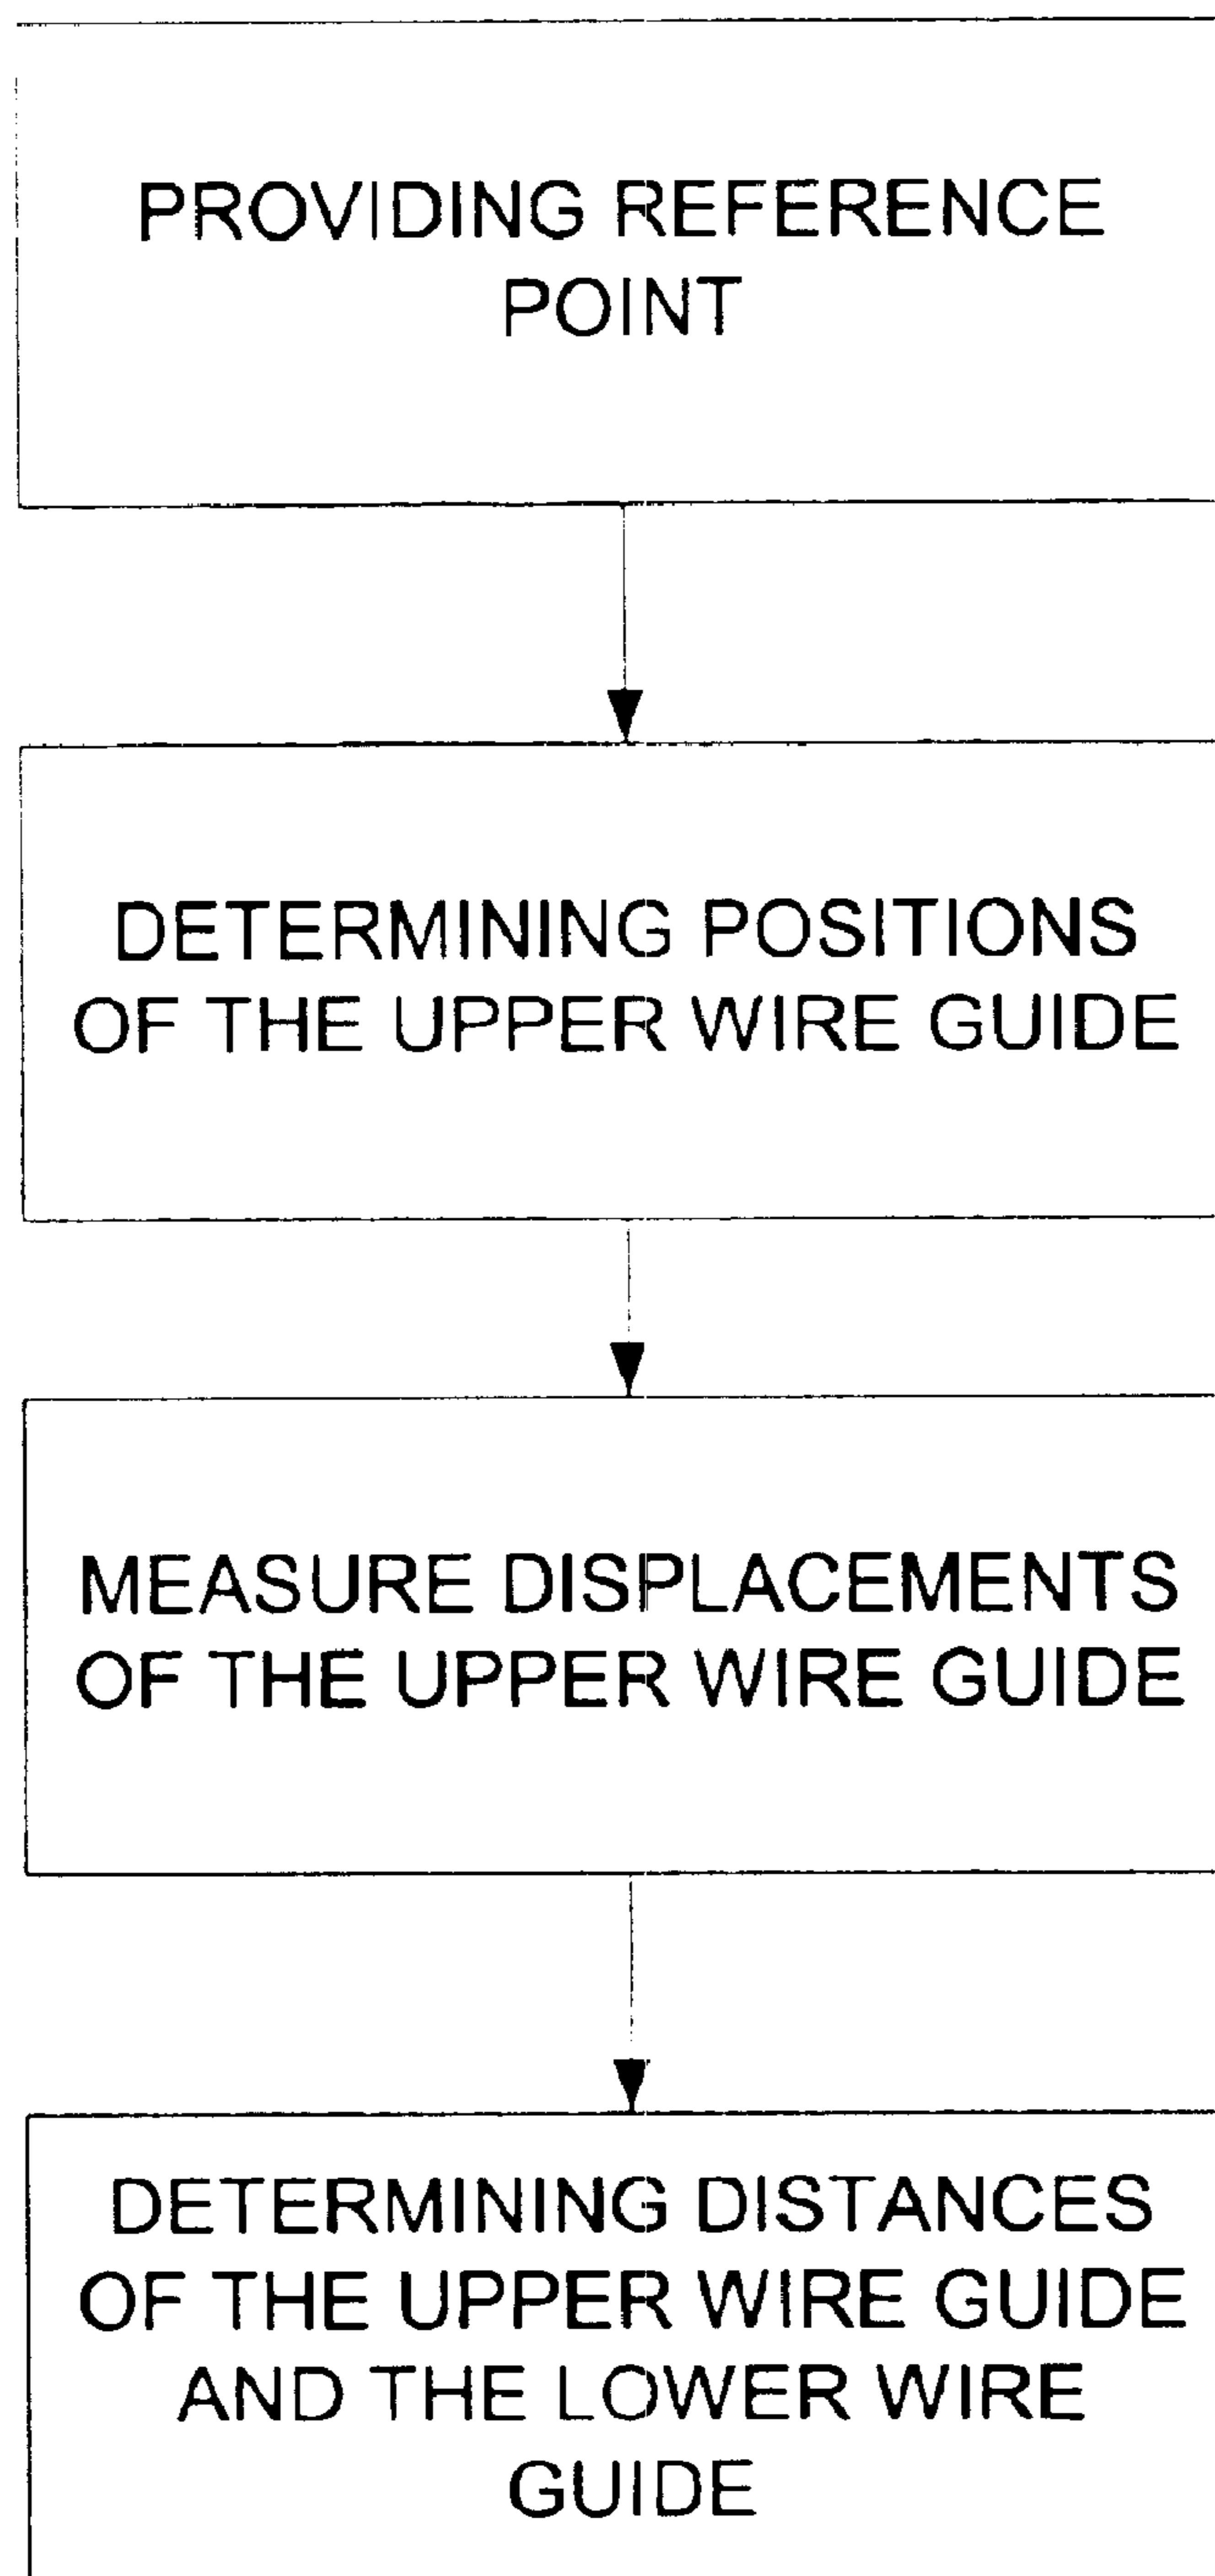 PROVIDING REFERENCE
POINT
DETERMINING POSITIONS
OF THE UPPER WIRE GUIDE
MEASURE DISPLACEMENTS
OF THE UPPER WIRE GUIDE
DETERMINING DISTANCES
OF THE UPPER WIRE GUIDE
AND THE LOWER WIRE
GUIDE